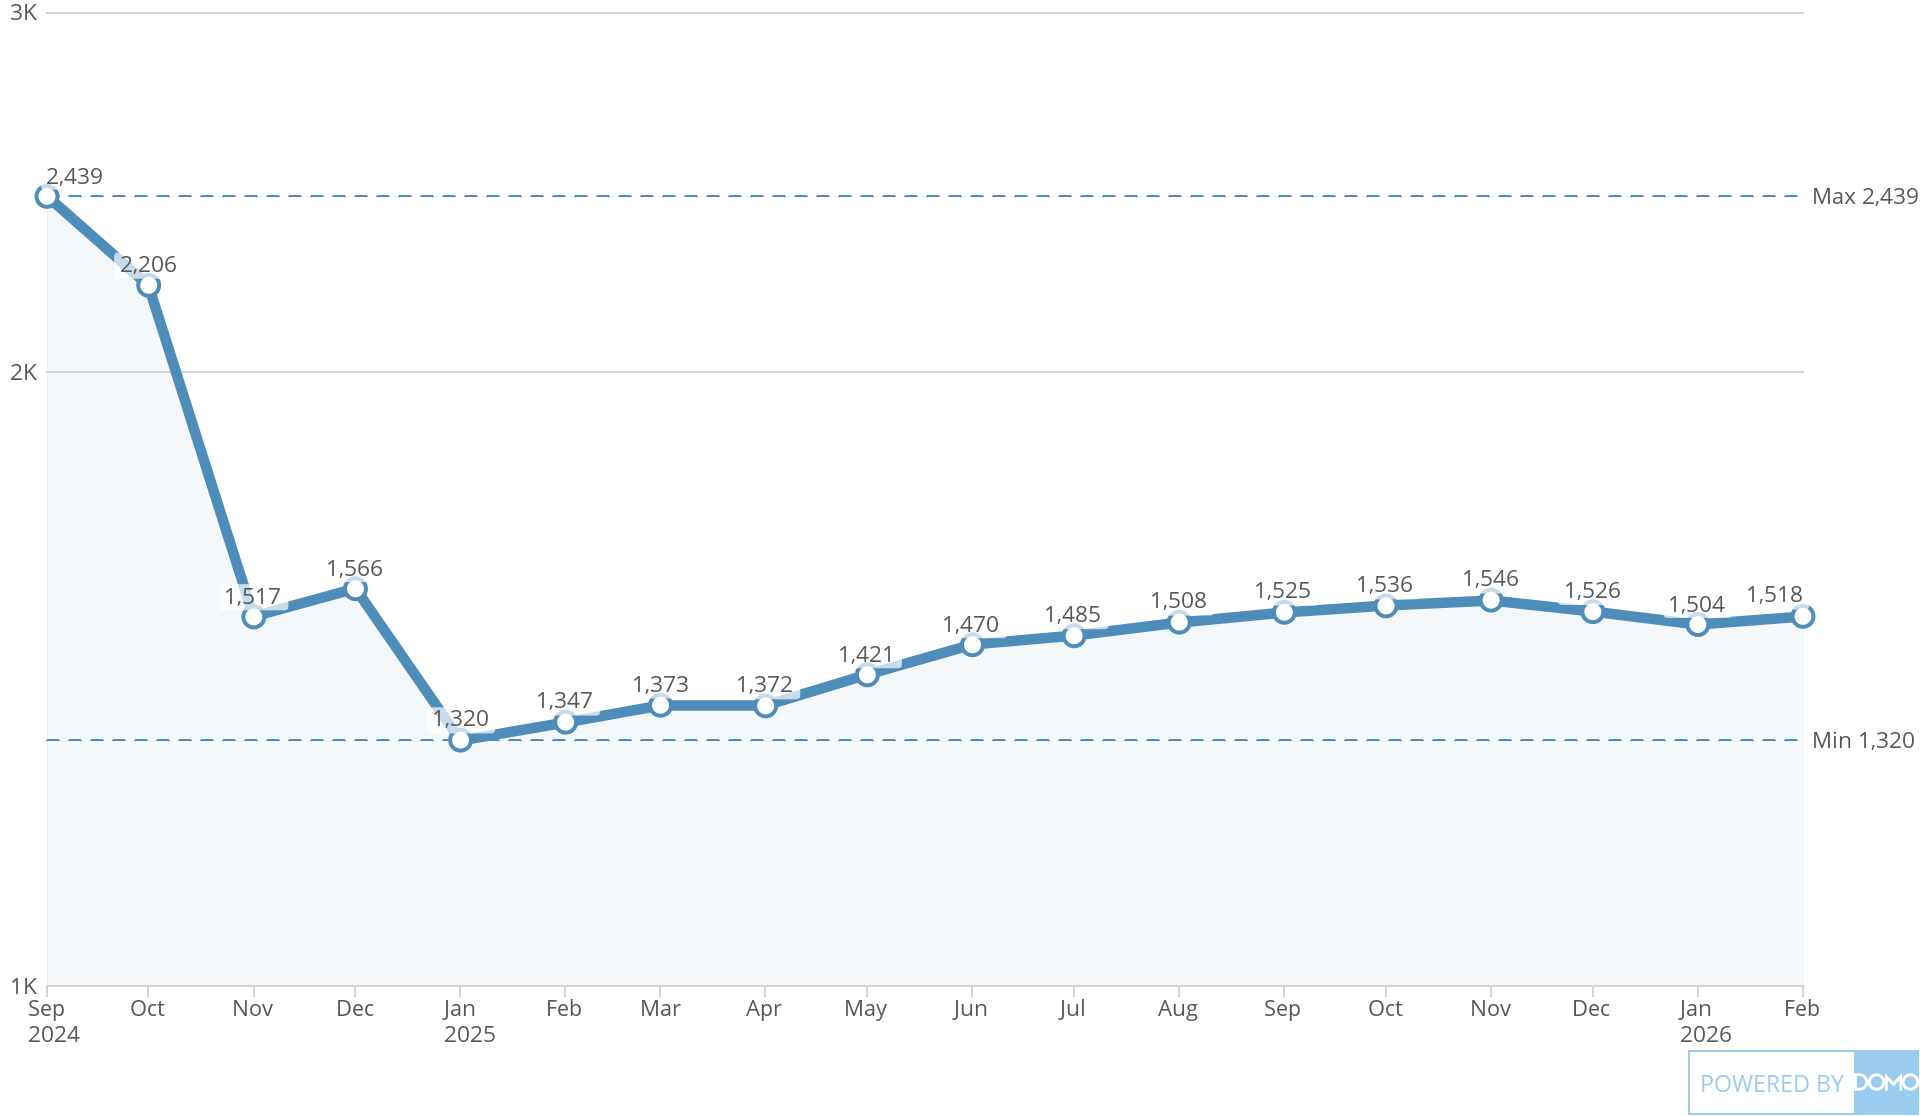 3K
2,439
Max 2,439
2,206
2K
1,517
1,566
1,320
1,347
1,373
1,372
1,421
1,470
1,485
1,508
1,525
1,536
1,546
1,526
1,504
1,518
Min 1,320
1K
Sep Oct Nov Dec Jan Feb Mar Apr May Jun Jul Aug Sep Oct Nov Dec Jan Feb
2024 2025 2026
POWERED BY DOMO